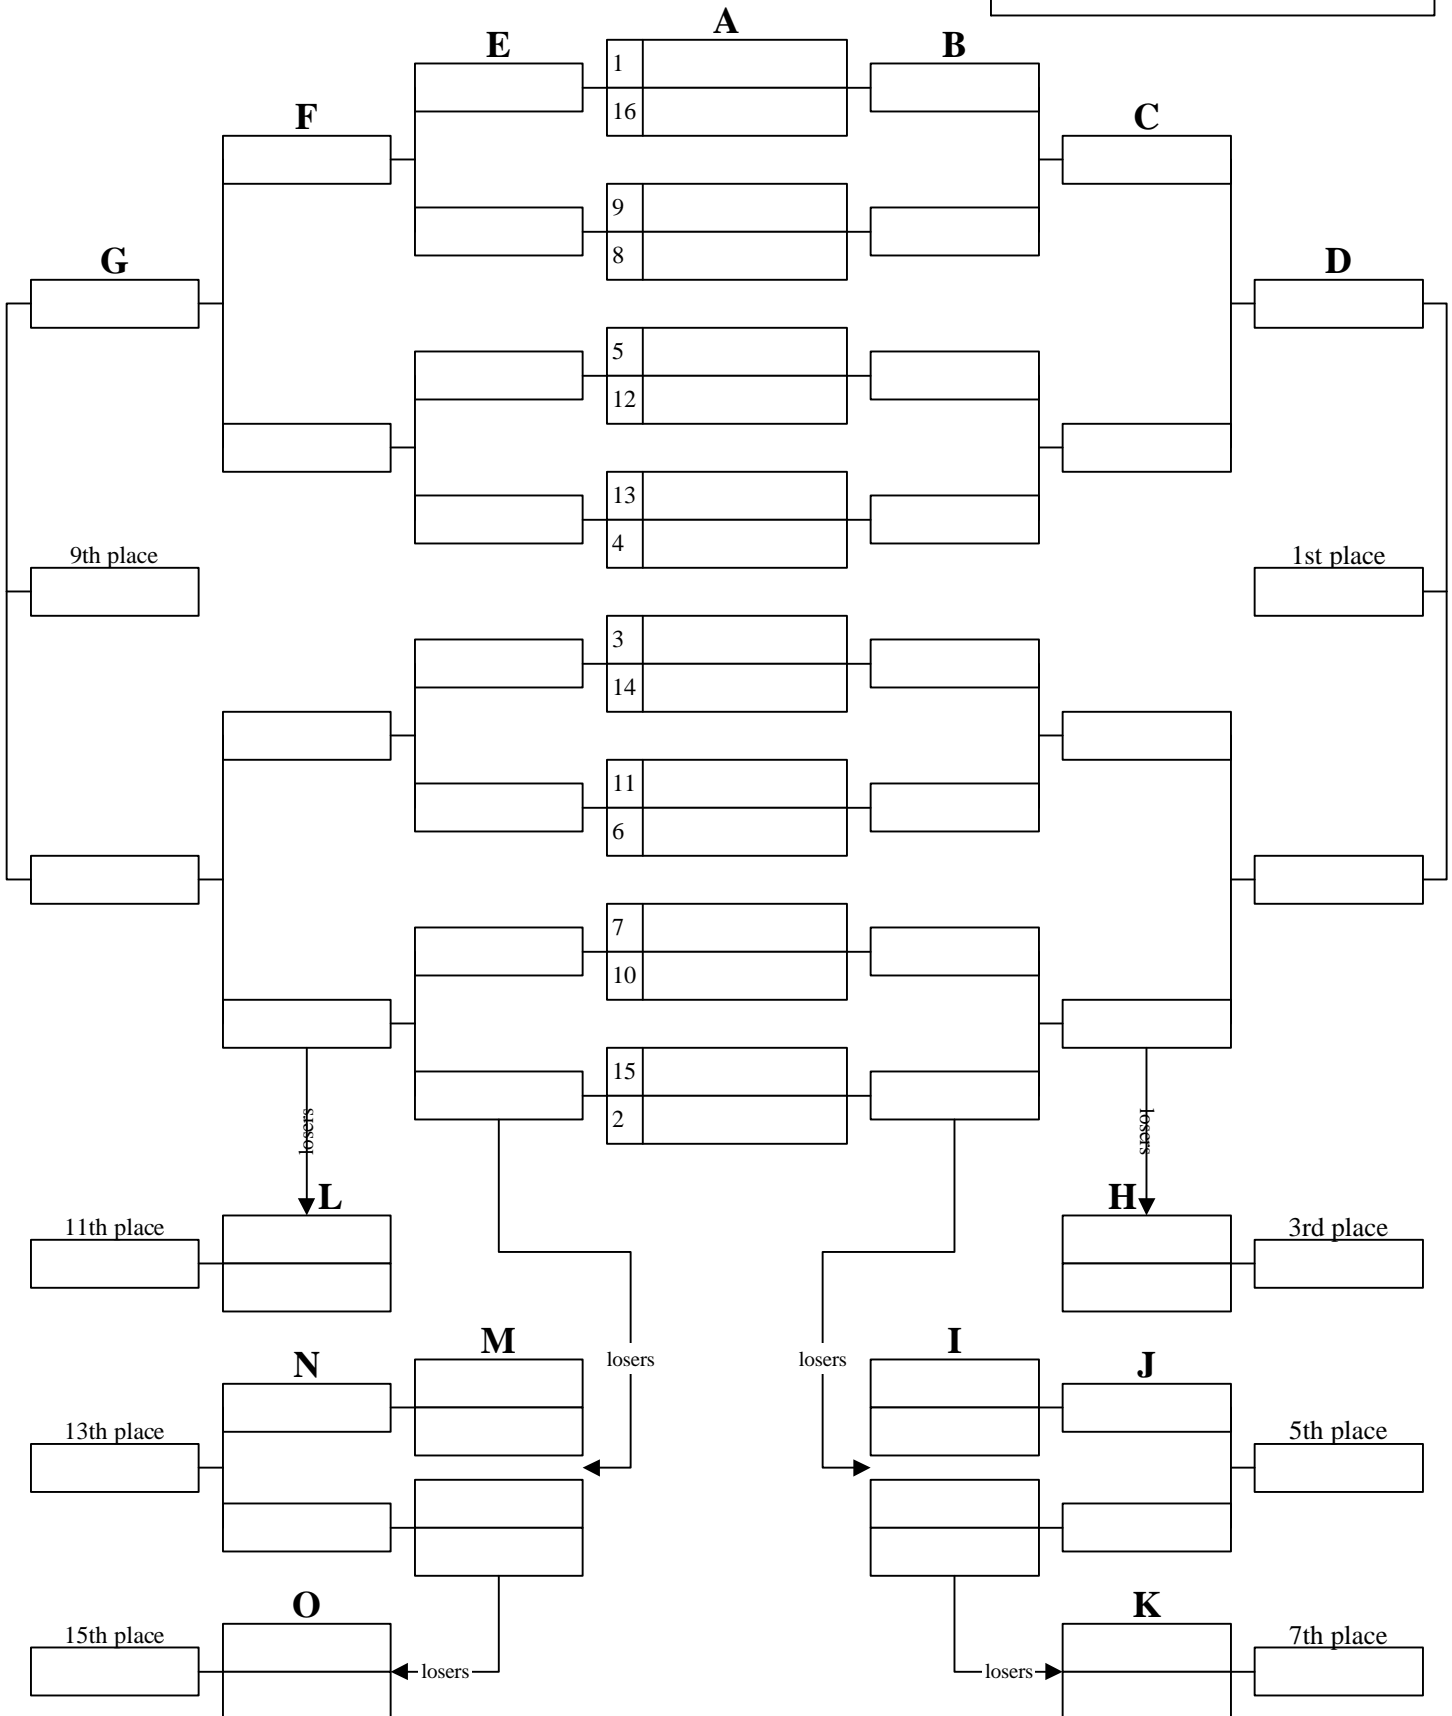 A
E
B
1
16
F
C
9
8
G
D
5
12
13
4
9th place
1st place
3
14
11
6
7
10
15
2
losers
losers
L
H
11th place
3rd place
M
I
N
J
losers
losers
13th place
5th place
O
K
15th place
7th place
losers
losers